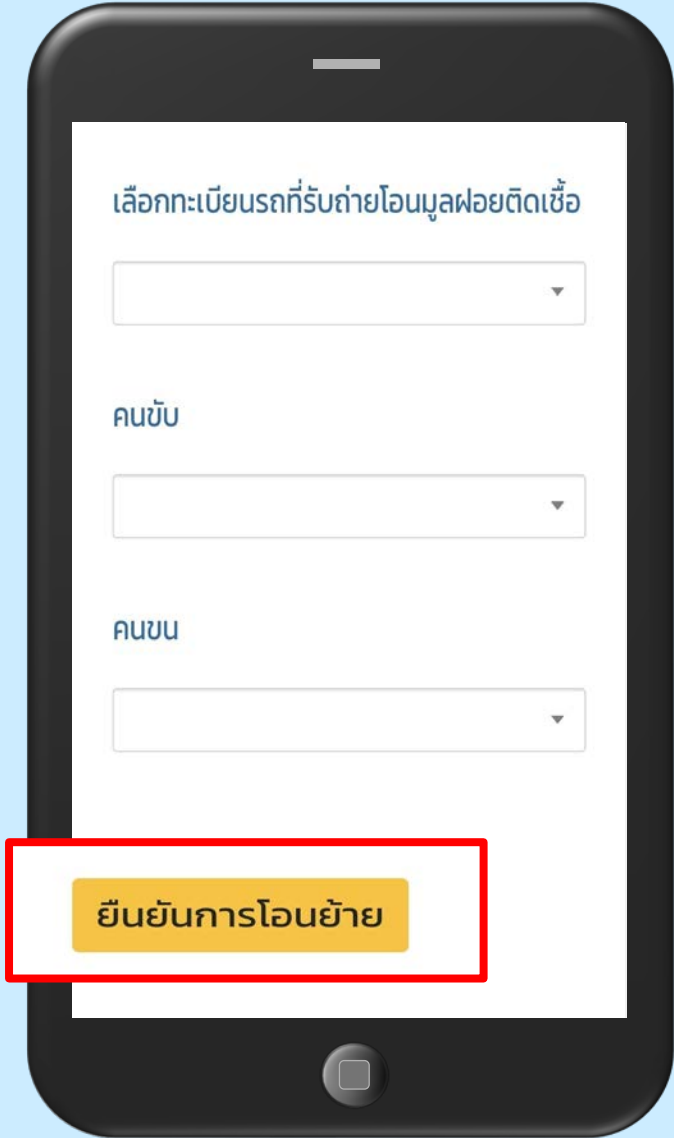 เลือกทะเบียนรถที่รับถ่ายโอนมูลฝอยติดเชื้อ
คนขับ
คนขน
ยืนยันการโอนย้าย